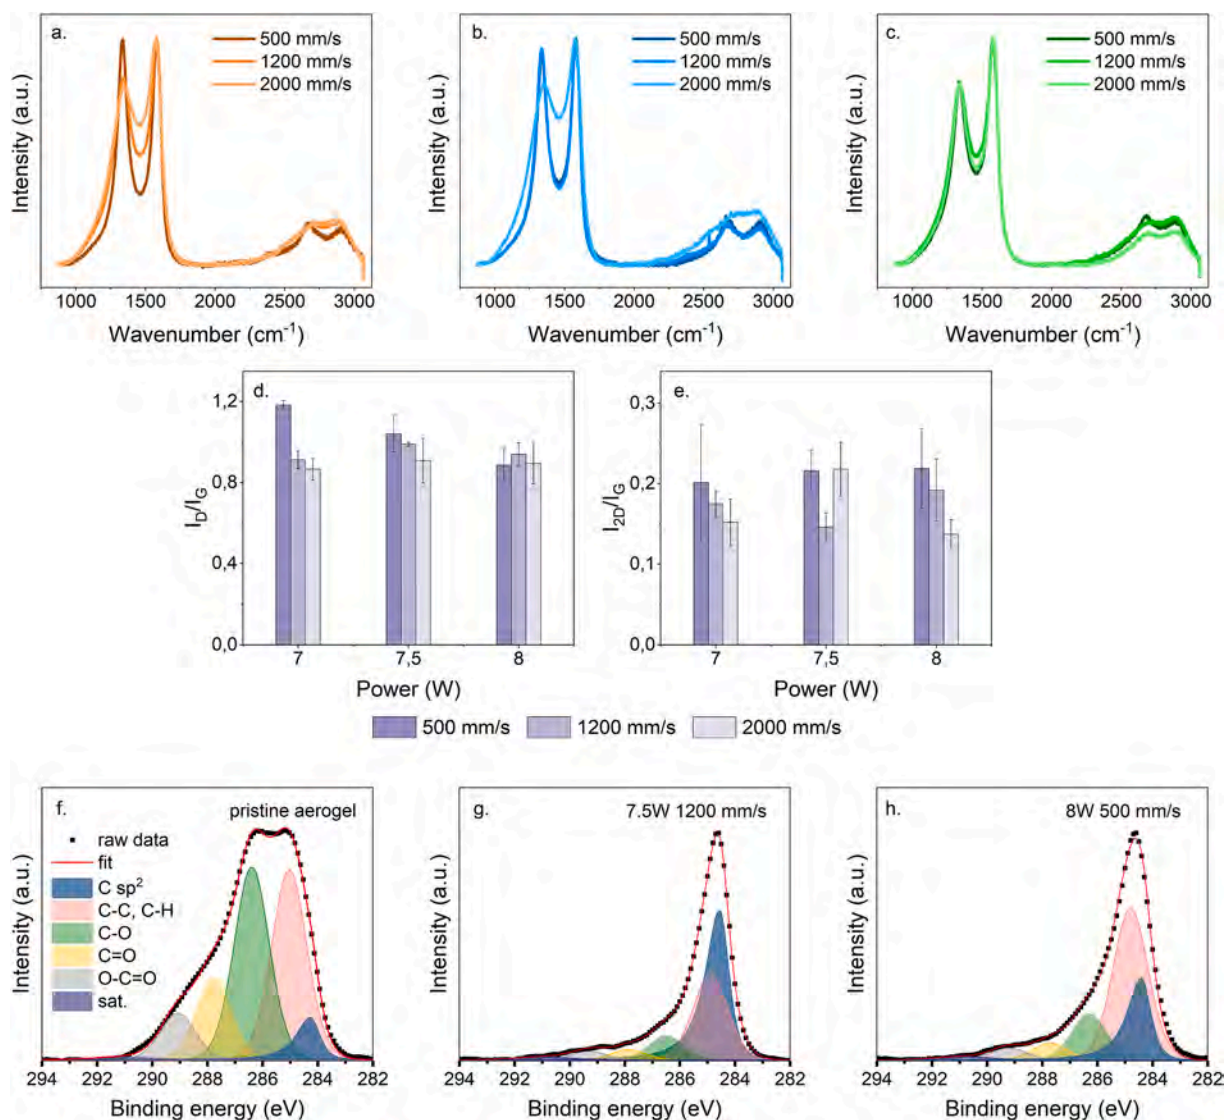 a.
500 mm/s
1200 mm/s
2000 mm/s
Intensity (a.u.)
1000 1500 2000 2500 3000
Wavenumber (cm⁻¹)
b.
500 mm/s
1200 mm/s
2000 mm/s
Intensity (a.u.)
1000 1500 2000 2500 3000
Wavenumber (cm⁻¹)
c.
500 mm/s
1200 mm/s
2000 mm/s
Intensity (a.u.)
1000 1500 2000 2500 3000
Wavenumber (cm⁻¹)
d.
1,2
0,8
0,4
0,0
I_D/I_G
7 7,5 8
Power (W)
e.
0,3
0,2
0,1
0,0
I_2D/I_G
7 7,5 8
Power (W)
500 mm/s 1200 mm/s 2000 mm/s
f.
pristine aerogel
raw data
fit
C sp²
C-C, C-H
C-O
C=O
O-C=O
sat.
Intensity (a.u.)
294 292 290 288 286 284 282
Binding energy (eV)
g.
7.5W 1200 mm/s
Intensity (a.u.)
294 292 290 288 286 284 282
Binding energy (eV)
h.
8W 500 mm/s
Intensity (a.u.)
294 292 290 288 286 284 282
Binding energy (eV)